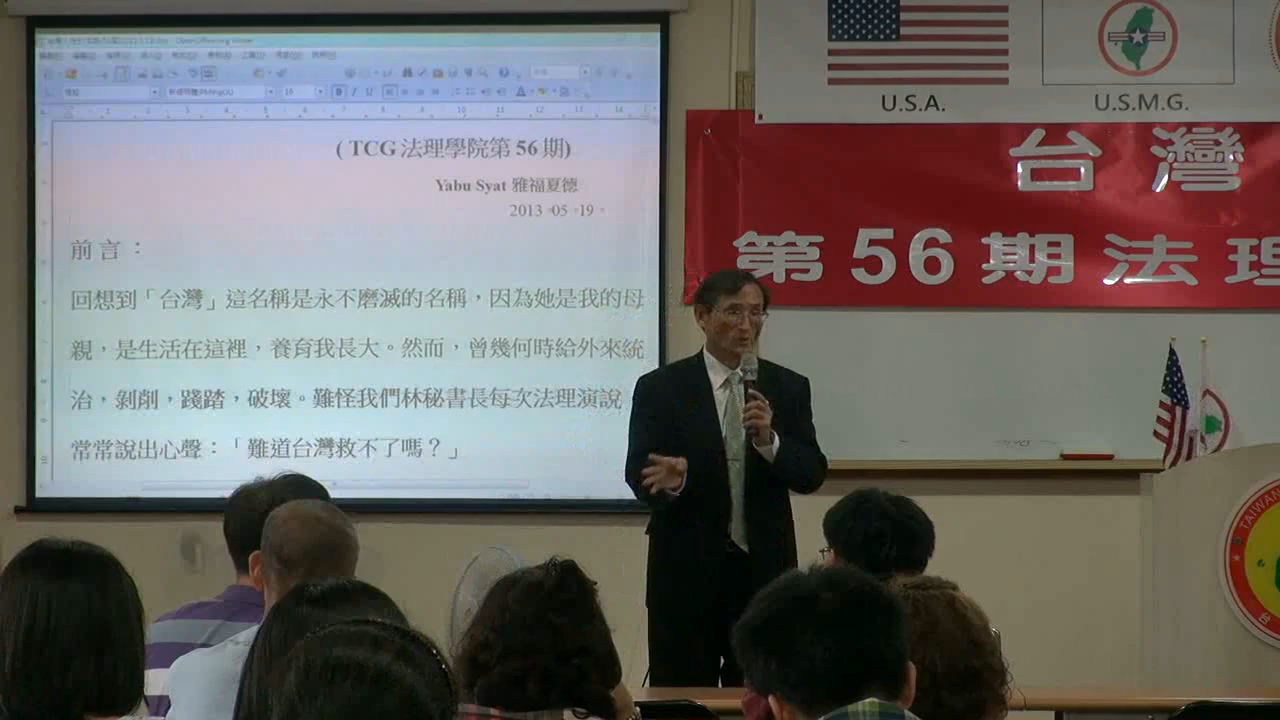 ( TCG 法理學院第 56 期)
Yabu Syat 雅福夏德
2013 05 19
前 言 ：
回想到「台灣」這名稱是永不磨滅的名稱，因為她是我的母
親，是生活在這裡，養育我長大。然而，曾幾何時給外來統
治，剝削，踐踏，破壞。難怪我們林秘書長每次法理演說
常常說出心聲：「 難道台灣救不了嗎？」
U.S.A.
U.S.M.G.
台灣
第56期法理
TAIWAN